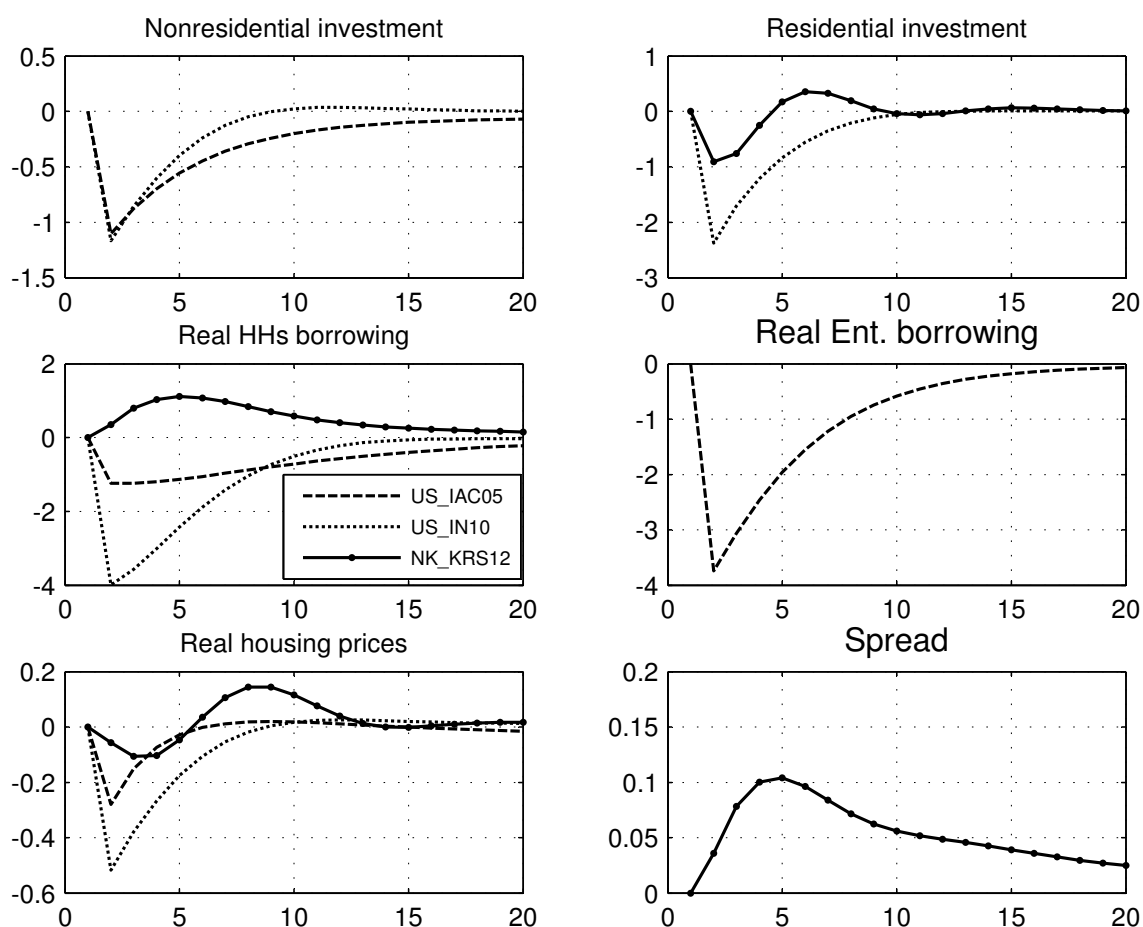 Nonresidential investment
0.5
0
-0.5
-1
-1.5
0 5 10 15 20
Residential investment
1
0
-1
-2
-3
0 5 10 15 20
Real HHs borrowing
2
0
-2
-4
0 5 10 15 20
US_IAC05
US_IN10
NK_KRS12
Real Ent. borrowing
0
-1
-2
-3
-4
0 5 10 15 20
Real housing prices
0.2
0
-0.2
-0.4
-0.6
0 5 10 15 20
Spread
0.2
0.15
0.1
0.05
0
0 5 10 15 20